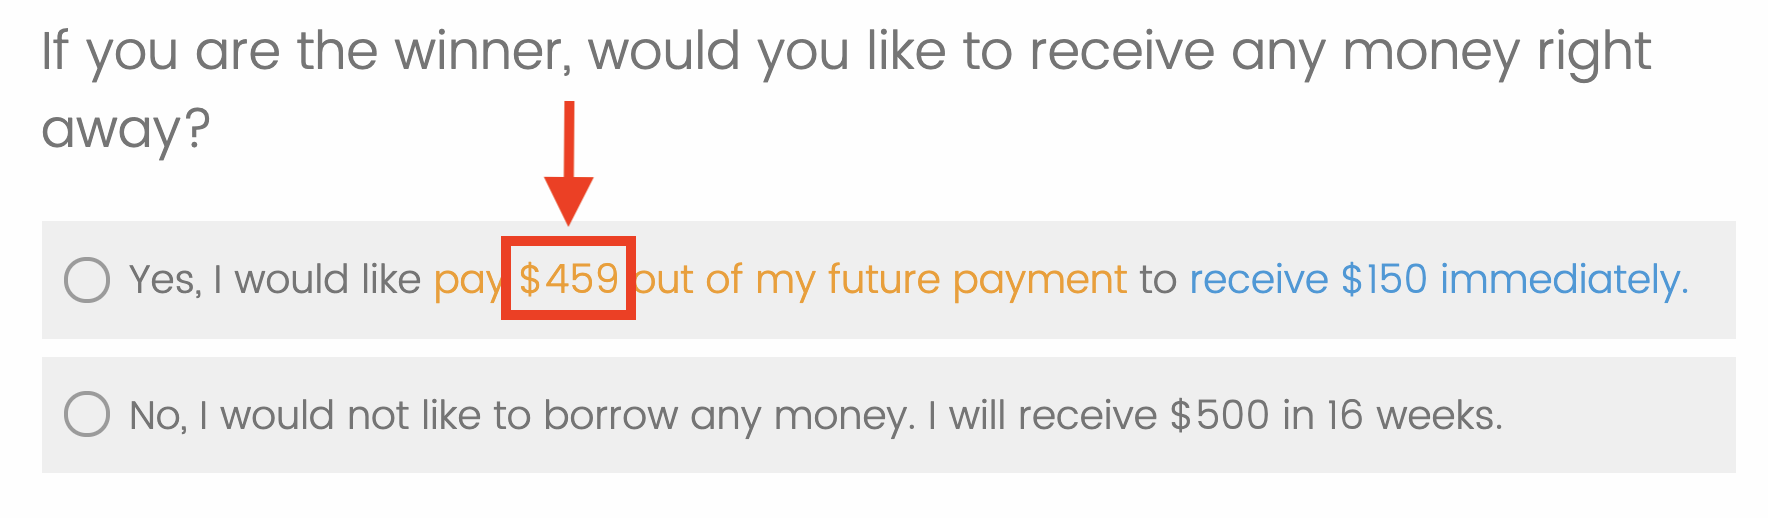 If you are the winner, would you like to receive any money right
away?
Yes, I would like pay $459 out of my future payment to receive $150 immediately.
No, I would not like to borrow any money. I will receive $500 in 16 weeks.